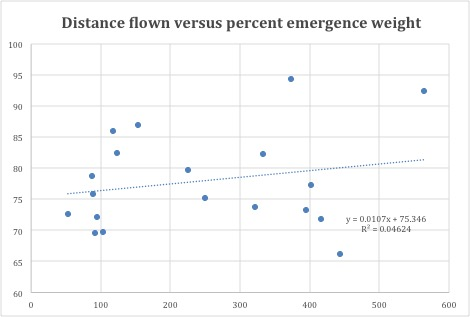 Distance flown versus percent emergence weight
100
95
90
85
80
75
70
65
60
y = 0.0107x + 75.346
R² = 0.04624
0 100 200 300 400 500 600